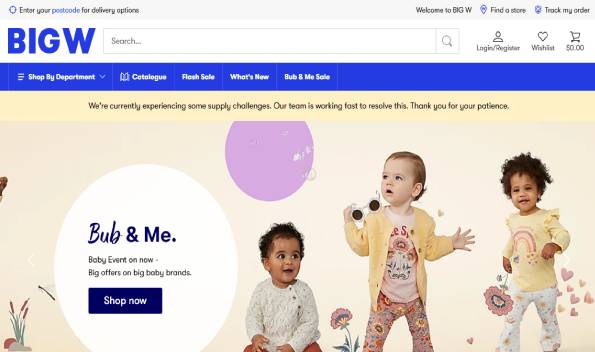 Enter your postcode for delivery options
Welcome to BIG W
Find a store
Track my order
BIG W
Search...
Login/Register
Wishlist
$0.00
Shop By Department
Catalogue
Flash Sale
What's New
Bub & Me Sale
We're currently experiencing some supply challenges. Our team is working fast to resolve this. Thank you for your patience.
Bub & Me.
Baby Event on now -
Big offers on big baby brands.
Shop now